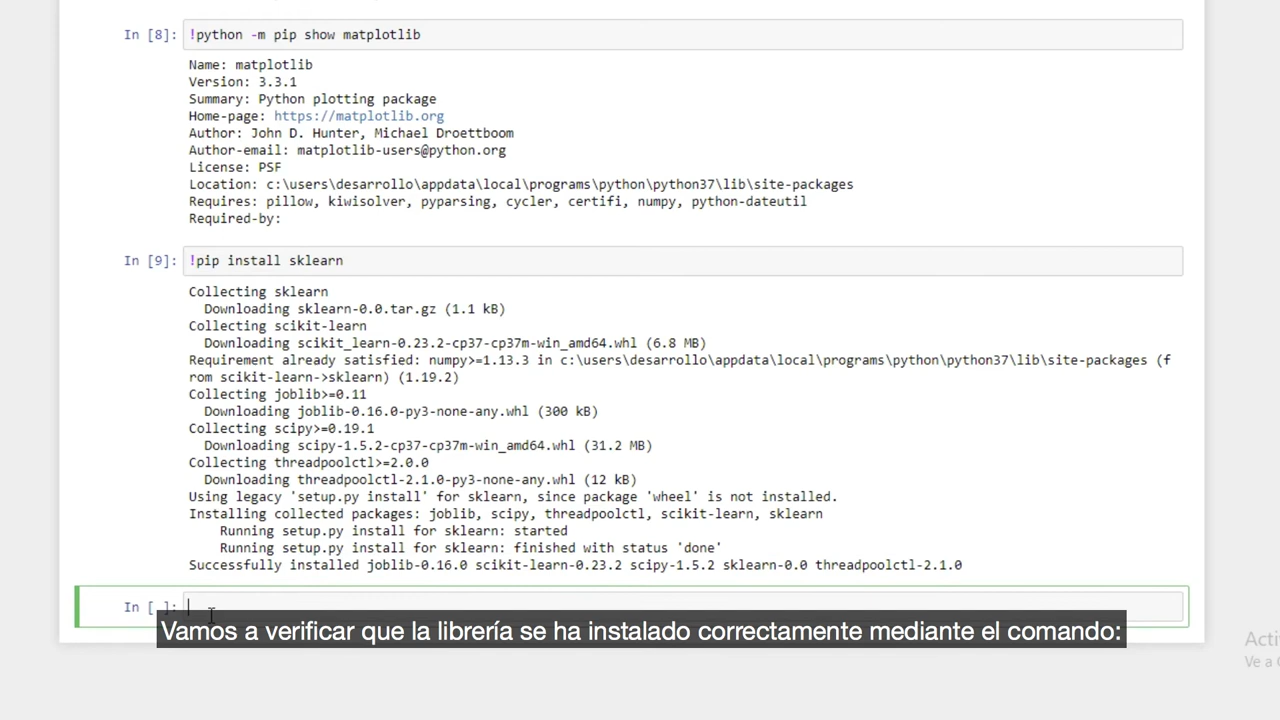 In [8]: !python -m pip show matplotlib
Name: matplotlib
Version: 3.3.1
Summary: Python plotting package
Home-page: https://matplotlib.org
Author: John D. Hunter, Michael Droettboom
Author-email: matplotlib-users@python.org
License: PSF
Location: c:\users\desarrollo\appdata\local\programs\python\python37\lib\site-packages
Requires: pillow, kiwisolver, pyparsing, cycler, certifi, numpy, python-dateutil
Required-by:
In [9]: !pip install sklearn
Collecting sklearn
Downloading sklearn-0.0.tar.gz (1.1 kB)
Collecting scikit-learn
Downloading scikit_learn-0.23.2-cp37-cp37m-win_amd64.whl (6.8 MB)
Requirement already satisfied: numpy>=1.13.3 in c:\users\desarrollo\appdata\local\programs\python\python37\lib\site-packages (f
rom scikit-learn->sklearn) (1.19.2)
Collecting joblib>=0.11
Downloading joblib-0.16.0-py3-none-any.whl (300 kB)
Collecting scipy>=0.19.1
Downloading scipy-1.5.2-cp37-cp37m-win_amd64.whl (31.2 MB)
Collecting threadpoolctl>=2.0.0
Downloading threadpoolctl-2.1.0-py3-none-any.whl (12 kB)
Using legacy 'setup.py install' for sklearn, since package 'wheel' is not installed.
Installing collected packages: joblib, scipy, threadpoolctl, scikit-learn, sklearn
Running setup.py install for sklearn: started
Running setup.py install for sklearn: finished with status 'done'
Successfully installed joblib-0.16.0 scikit-learn-0.23.2 scipy-1.5.2 sklearn-0.0 threadpoolctl-2.1.0
In [ ]:
Vamos a verificar que la librería se ha instalado correctamente mediante el comando:
Acti
Ve a